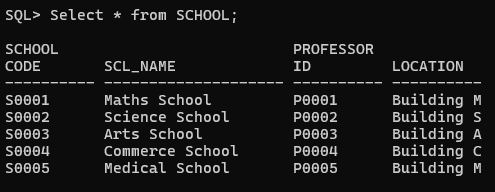 SQL> Select * from SCHOOL;
SCHOOL                            PROFESSOR
CODE       SCL_NAME               ID         LOCATION
---------- ---------------------- ---------- ----------
S0001      Maths School           P0001      Building M
S0002      Science School         P0002      Building S
S0003      Arts School            P0003      Building A
S0004      Commerce School        P0004      Building C
S0005      Medical School         P0005      Building M